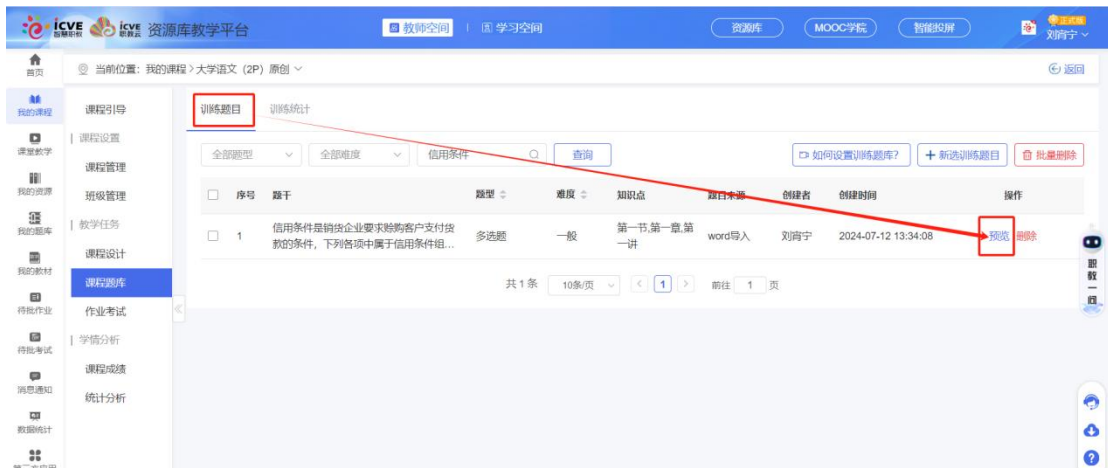 icve 智慧职教 icve 职教云 资源库教学平台 教师空间 学习空间 资源库 MOOC学院 智能投屏 正式版 刘宵宁
首页
当前位置：我的课程 > 大学语文（2P）原创
返回
我的课程
课堂教学
我的资源
我的题库
我的教材
待批作业
待批考试
消息通知
数据统计
课程引导
课程设置
课程管理
班级管理
教学任务
课程设计
课程题库
作业考试
学情分析
课程成绩
统计分析
训练题目 训练统计
全部题型 全部难度 信用条件 查询 如何设置训练题库？ + 新选训练题目 批量删除
序号 题干 题型 难度 知识点 题目来源 创建者 创建时间 操作
1 信用条件是销货企业要求赊购客户支付货 多选题 一般 第一节,第一章,第 word导入 刘宵宁 2024-07-12 13:34:08 预览 删除
款的条件，下列各项中属于信用条件组... 一讲
共 1 条 10条/页 < 1 > 前往 1 页
职教一问